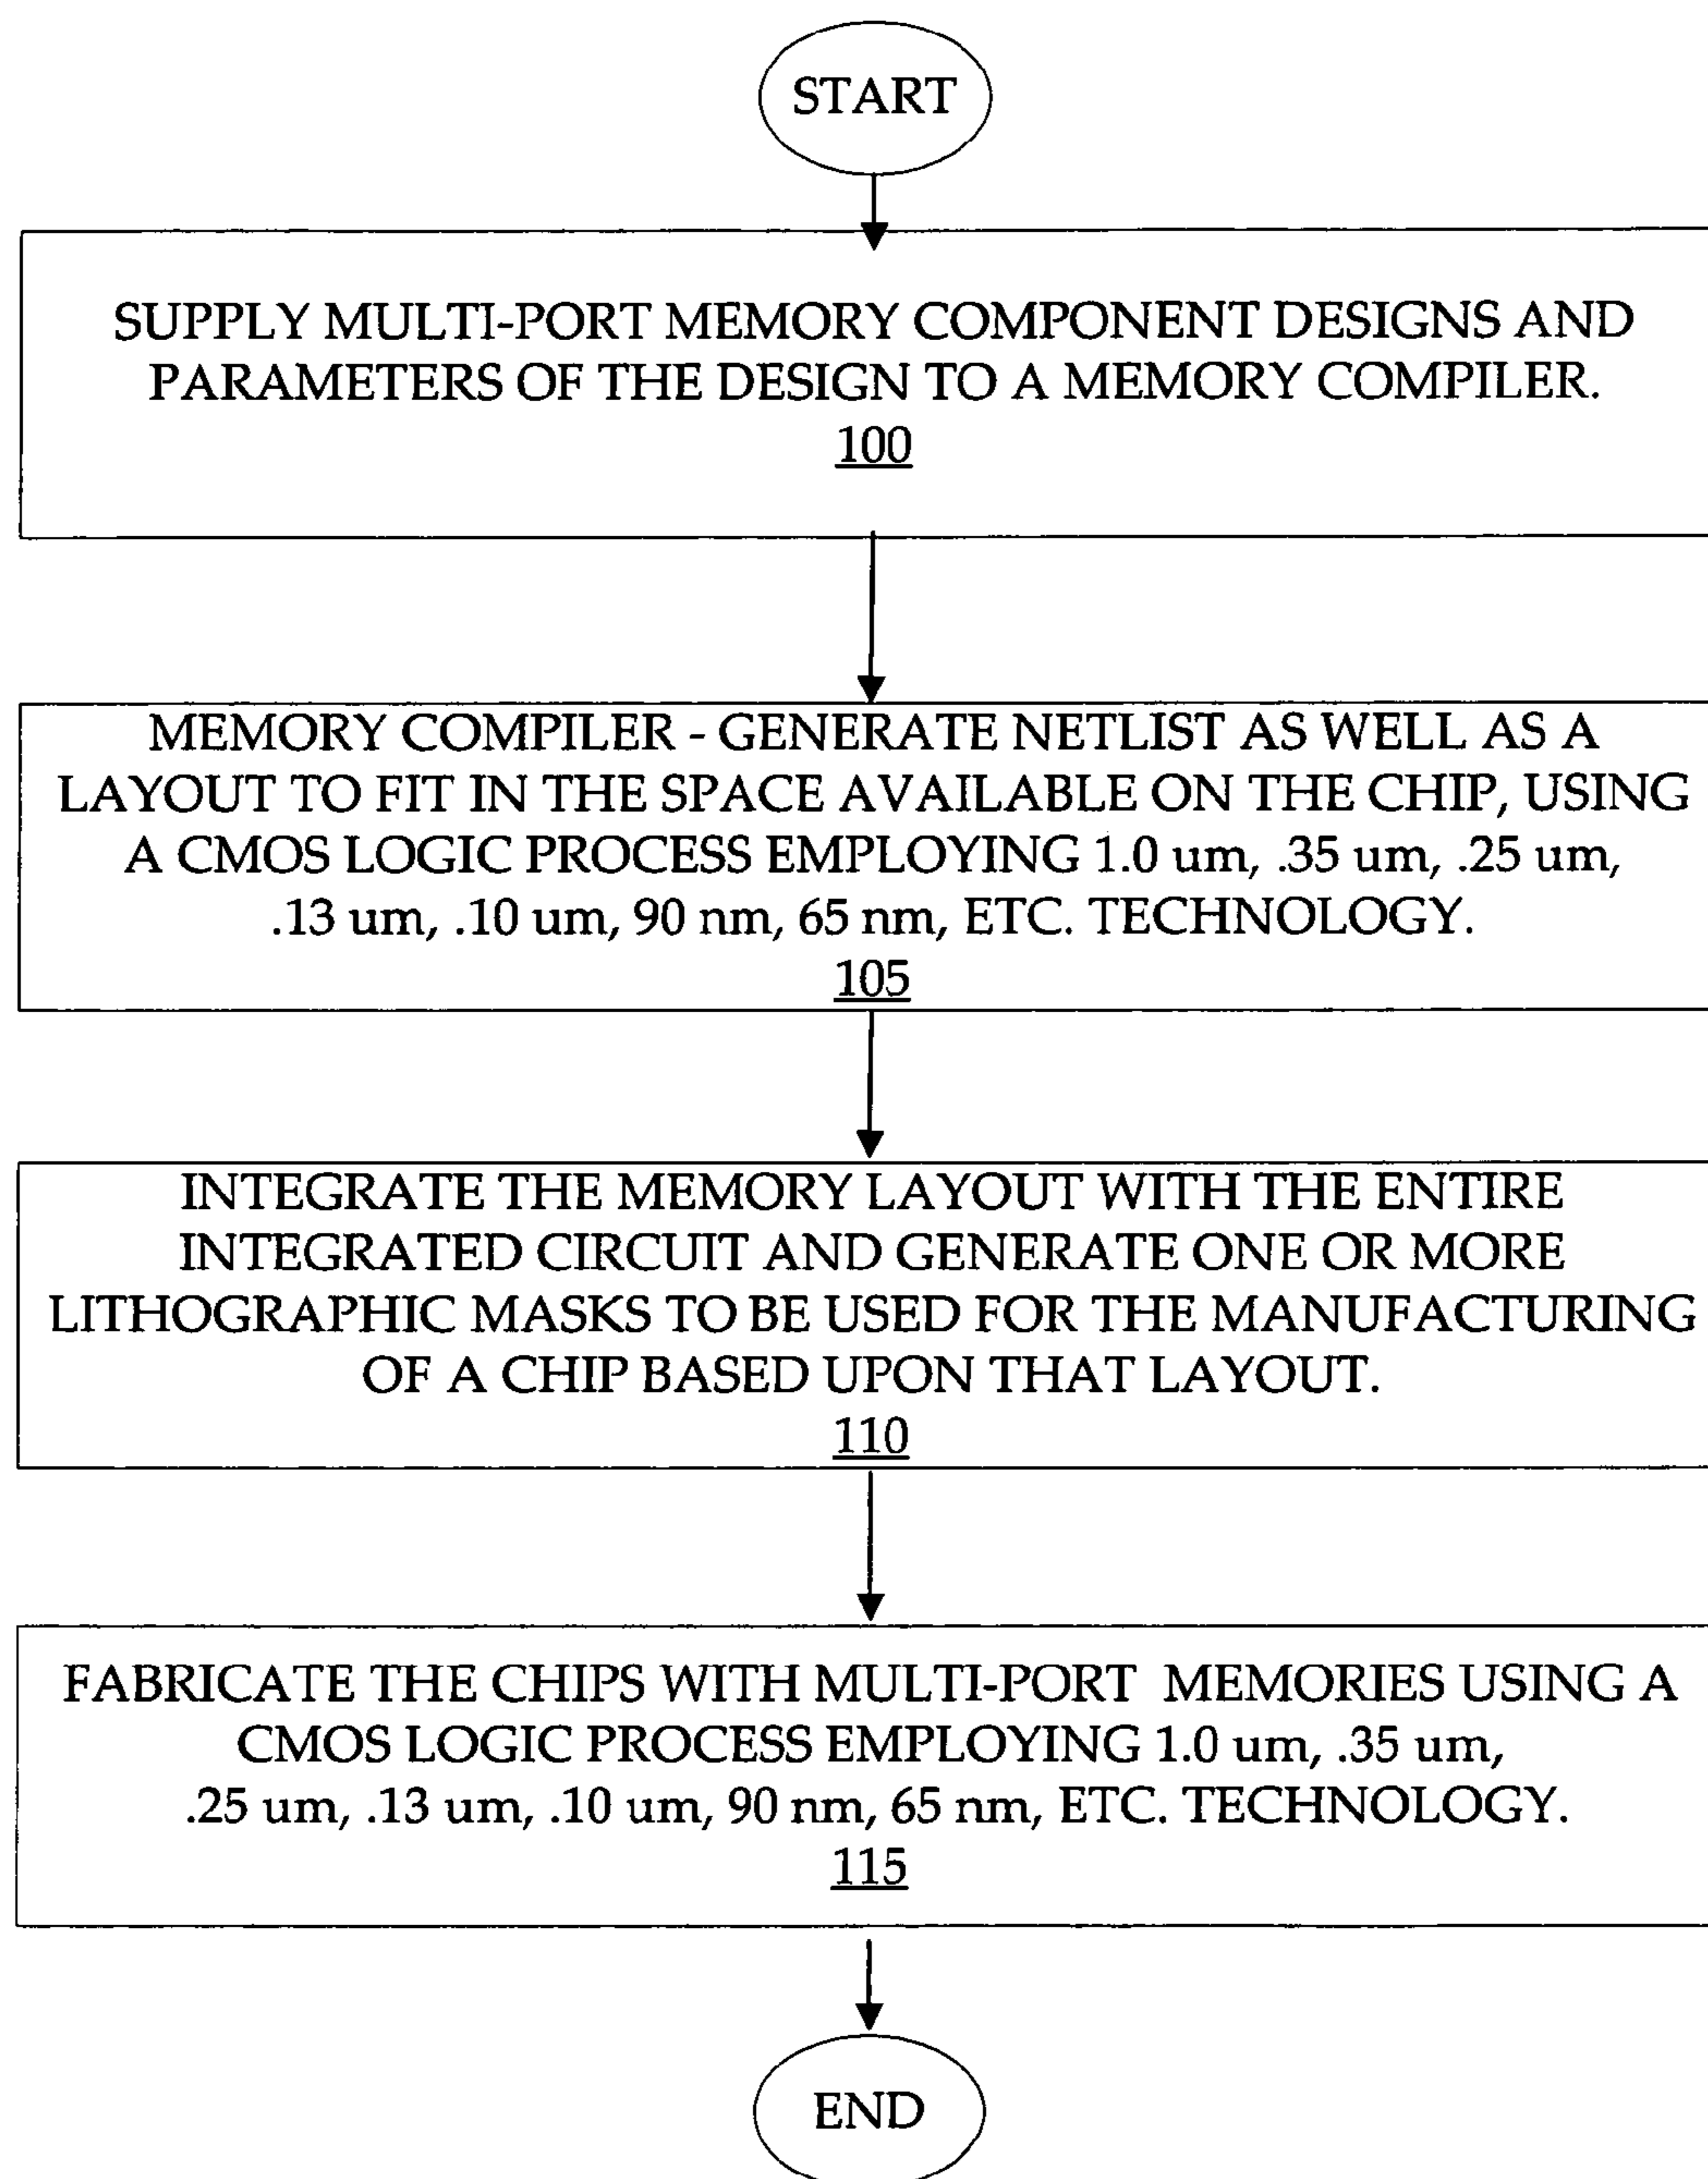 START
SUPPLY MULTI-PORT MEMORY COMPONENT DESIGNS AND
PARAMETERS OF THE DESIGN TO A MEMORY COMPILER.
100
MEMORY COMPILER - GENERATE NETLIST AS WELL AS A
LAYOUT TO FIT IN THE SPACE AVAILABLE ON THE CHIP, USING
A CMOS LOGIC PROCESS EMPLOYING 1.0 um, .35 um, .25 um,
.13 um, .10 um, 90 nm, 65 nm, ETC. TECHNOLOGY.
105
INTEGRATE THE MEMORY LAYOUT WITH THE ENTIRE
INTEGRATED CIRCUIT AND GENERATE ONE OR MORE
LITHOGRAPHIC MASKS TO BE USED FOR THE MANUFACTURING
OF A CHIP BASED UPON THAT LAYOUT.
110
FABRICATE THE CHIPS WITH MULTI-PORT MEMORIES USING A
CMOS LOGIC PROCESS EMPLOYING 1.0 um, .35 um,
.25 um, .13 um, .10 um, 90 nm, 65 nm, ETC. TECHNOLOGY.
115
END